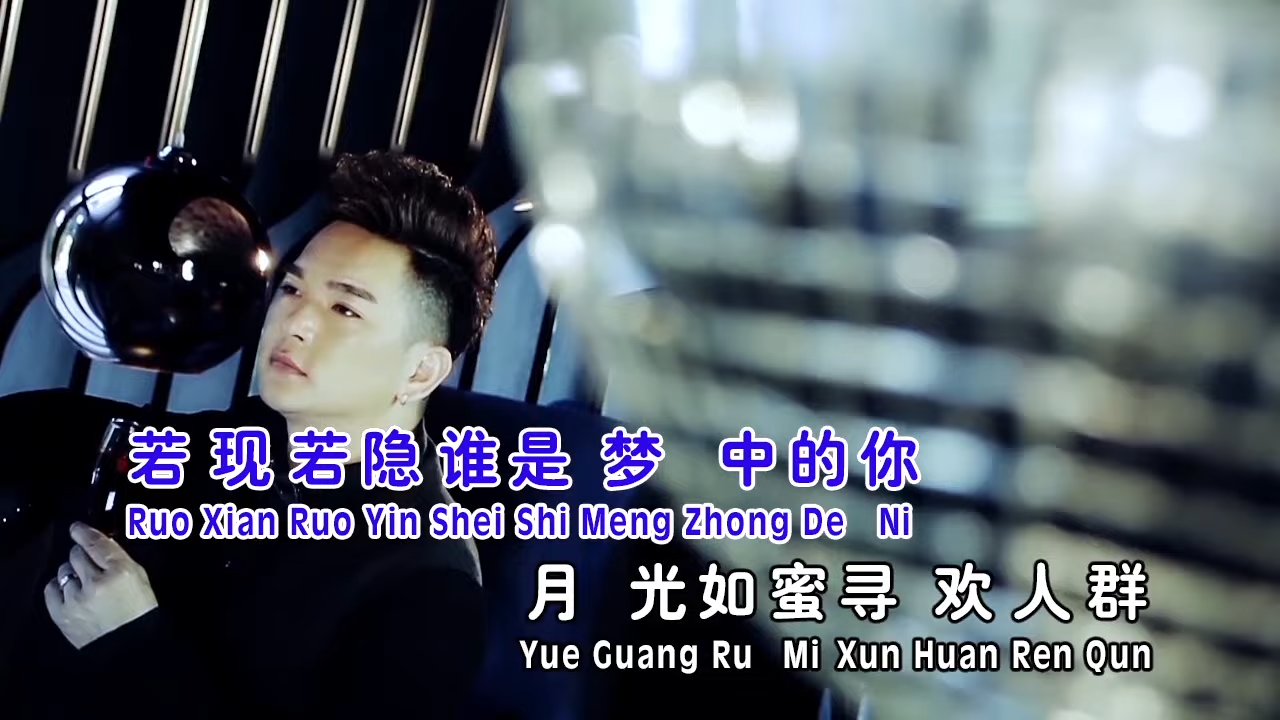 若现若隐谁是 梦 中的你
Ruo Xian Ruo Yin Shei Shi Meng Zhong De Ni
月 光如蜜寻 欢人群
Yue Guang Ru Mi Xun Huan Ren Qun